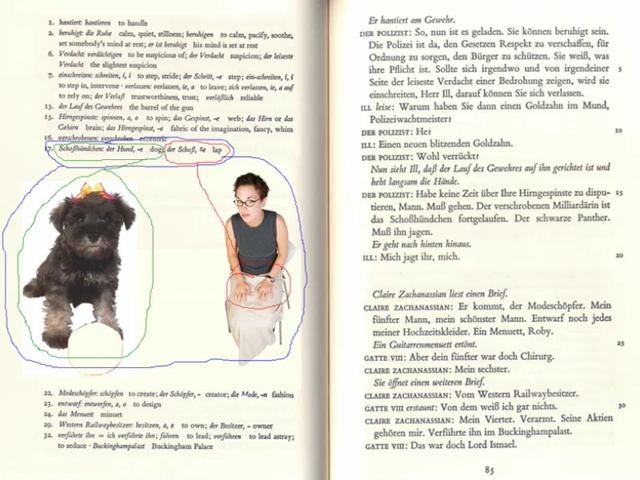 1. hantiert: hantieren to handle
2. beruhigt: die Ruhe calm, quiet, stillness; beruhigen to calm, pacify, soothe,
set somebody's mind at rest; er ist beruhigt his mind is set at rest
6. Verdacht: verdächtigen to be suspicious of; der Verdacht suspicion; der leiseste
Verdacht the slightest suspicion
7. einschreiten: schreiten, i, i to step, stride; der Schritt, -e step; ein-schreiten, i, i
to step in, intervene · verlassen: verlassen, ie, a to leave; sich verlassen, ie, a auf
to rely on; der Verlaß trustworthiness, trust; verläßlich reliable
13. der Lauf des Gewehres the barrel of the gun
15. Hirngespinste: spinnen, a, o to spin; das Gespinst, -e web; das Hirn or das
Gehirn brain; das Hirngespinst, -e fabric of the imagination, fancy, whim
16. verschrobenen: verschroben eccentric
17. Schoßhündchen: der Hund, -e dog; der Schoß, ⸚e lap
22. Modeschöpfer: schöpfen to create; der Schöpfer, – creator; die Mode, -n fashion
23. entwurf: entwerfen, a, o to design
24. das Menuett minuet
29. Western Railwaybesitzer: besitzen, a, e to own; der Besitzer, – owner
32. verführte ihn = ich verführte ihn; führen to lead; verführen to lead astray;
to seduce · Buckinghampalast Buckingham Palace
Er hantiert am Gewehr.
DER POLIZIST: So, nun ist es geladen. Sie können beruhigt sein.
Die Polizei ist da, den Gesetzen Respekt zu verschaffen, für
Ordnung zu sorgen, den Bürger zu schützen. Sie weiß, was
ihre Pflicht ist. Sollte sich irgendwo und von irgendeiner 5
Seite der leiseste Verdacht einer Bedrohung zeigen, wird sie
einschreiten, Herr Ill, darauf können Sie sich verlassen.
ILL leise: Warum haben Sie dann einen Goldzahn im Mund,
Polizeiwachtmeister?
DER POLIZIST: He? 10
ILL: Einen neuen blitzenden Goldzahn.
DER POLIZIST: Wohl verrückt?
Nun sieht Ill, daß der Lauf des Gewehres auf ihn gerichtet ist und
hebt langsam die Hände.
DER POLIZIST: Habe keine Zeit über Ihre Hirngespinste zu dispu- 15
tieren, Mann. Muß gehen. Der verschrobenen Milliardärin ist
das Schoßhündchen fortgelaufen. Der schwarze Panther.
Muß ihn jagen.
Er geht nach hinten hinaus.
ILL: Mich jagt ihr, mich. 20
Claire Zachanassian liest einen Brief.
CLAIRE ZACHANASSIAN: Er kommt, der Modeschöpfer. Mein
fünfter Mann, mein schönster Mann. Entwarf noch jedes
meiner Hochzeitskleider. Ein Menuett, Roby.
Ein Guitarrenmenuett ertönt. 25
GATTE VIII: Aber dein fünfter war doch Chirurg.
CLAIRE ZACHANASSIAN: Mein sechster.
Sie öffnet einen weiteren Brief.
CLAIRE ZACHANASSIAN: Vom Western Railwaybesitzer.
GATTE VIII erstaunt: Von dem weiß ich gar nichts. 30
CLAIRE ZACHANASSIAN: Mein Vierter. Verarmt. Seine Aktien
gehören mir. Verführte ihn im Buckinghampalast.
GATTE VIII: Das war doch Lord Ismael.
85